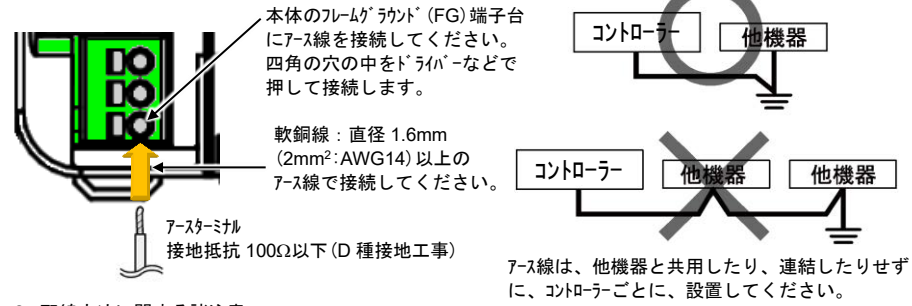 本体のﾌﾚｰﾑｸﾞﾗｳﾝﾄﾞ(FG)端子台
にｱｰｽ線を接続してください。
四角の穴の中をﾄﾞﾗｲﾊﾞｰなどで
押して接続します。
軟銅線：直径 1.6mm
(2mm²:AWG14)以上の
ｱｰｽ線で接続してください。
ｱｰｽﾀｰﾐﾅﾙ
接地抵抗 100Ω以下(D 種接地工事)
ｺﾝﾄﾛｰﾗｰ
他機器
ｺﾝﾄﾛｰﾗｰ
他機器
他機器
ｱｰｽ線は、他機器と共用したり、連結したりせず
に、ｺﾝﾄﾛｰﾗｰごとに、設置してください。